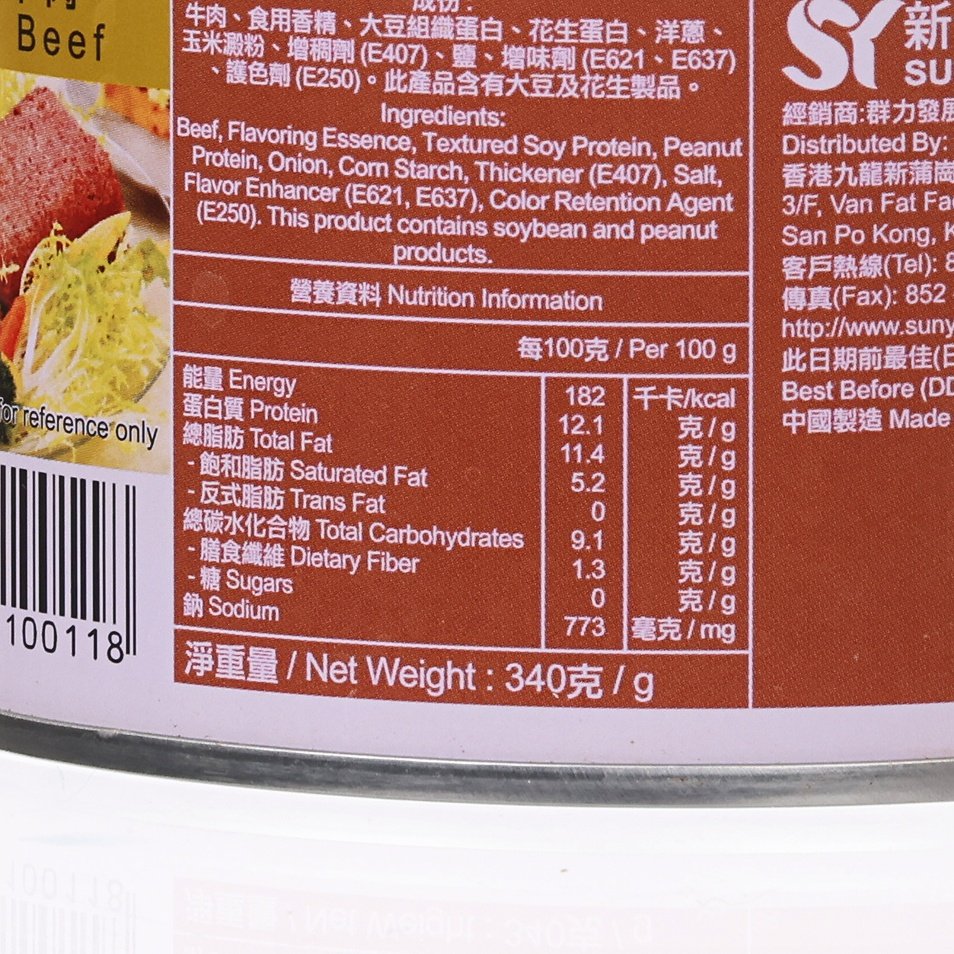 Beef
成份：
牛肉、食用香精、大豆組織蛋白、花生蛋白、洋蔥、
玉米澱粉、增稠劑 (E407)、鹽、增味劑 (E621、E637)
、護色劑 (E250)。此產品含有大豆及花生製品。
Ingredients:
Beef, Flavoring Essence, Textured Soy Protein, Peanut
Protein, Onion, Corn Starch, Thickener (E407), Salt,
Flavor Enhancer (E621, E637), Color Retention Agent
(E250). This product contains soybean and peanut
products.
營養資料 Nutrition Information
每100克 / Per 100 g
能量 Energy 182 千卡/kcal
蛋白質 Protein 12.1 克 / g
總脂肪 Total Fat 11.4 克 / g
- 飽和脂肪 Saturated Fat 5.2 克 / g
- 反式脂肪 Trans Fat 0 克 / g
總碳水化合物 Total Carbohydrates 9.1 克 / g
- 膳食纖維 Dietary Fiber 1.3 克 / g
- 糖 Sugars 0 克 / g
鈉 Sodium 773 毫克 / mg
淨重量 / Net Weight : 340克 / g
SY 新
SU
經銷商:群力發展
Distributed By:
香港九龍新蒲崗
3/F, Van Fat Fa
San Po Kong, K
客戶熱線(Tel): 8
傳真(Fax): 852
http://www.suny
此日期前最佳(日
Best Before (DD
中國製造 Made
for reference only
100118